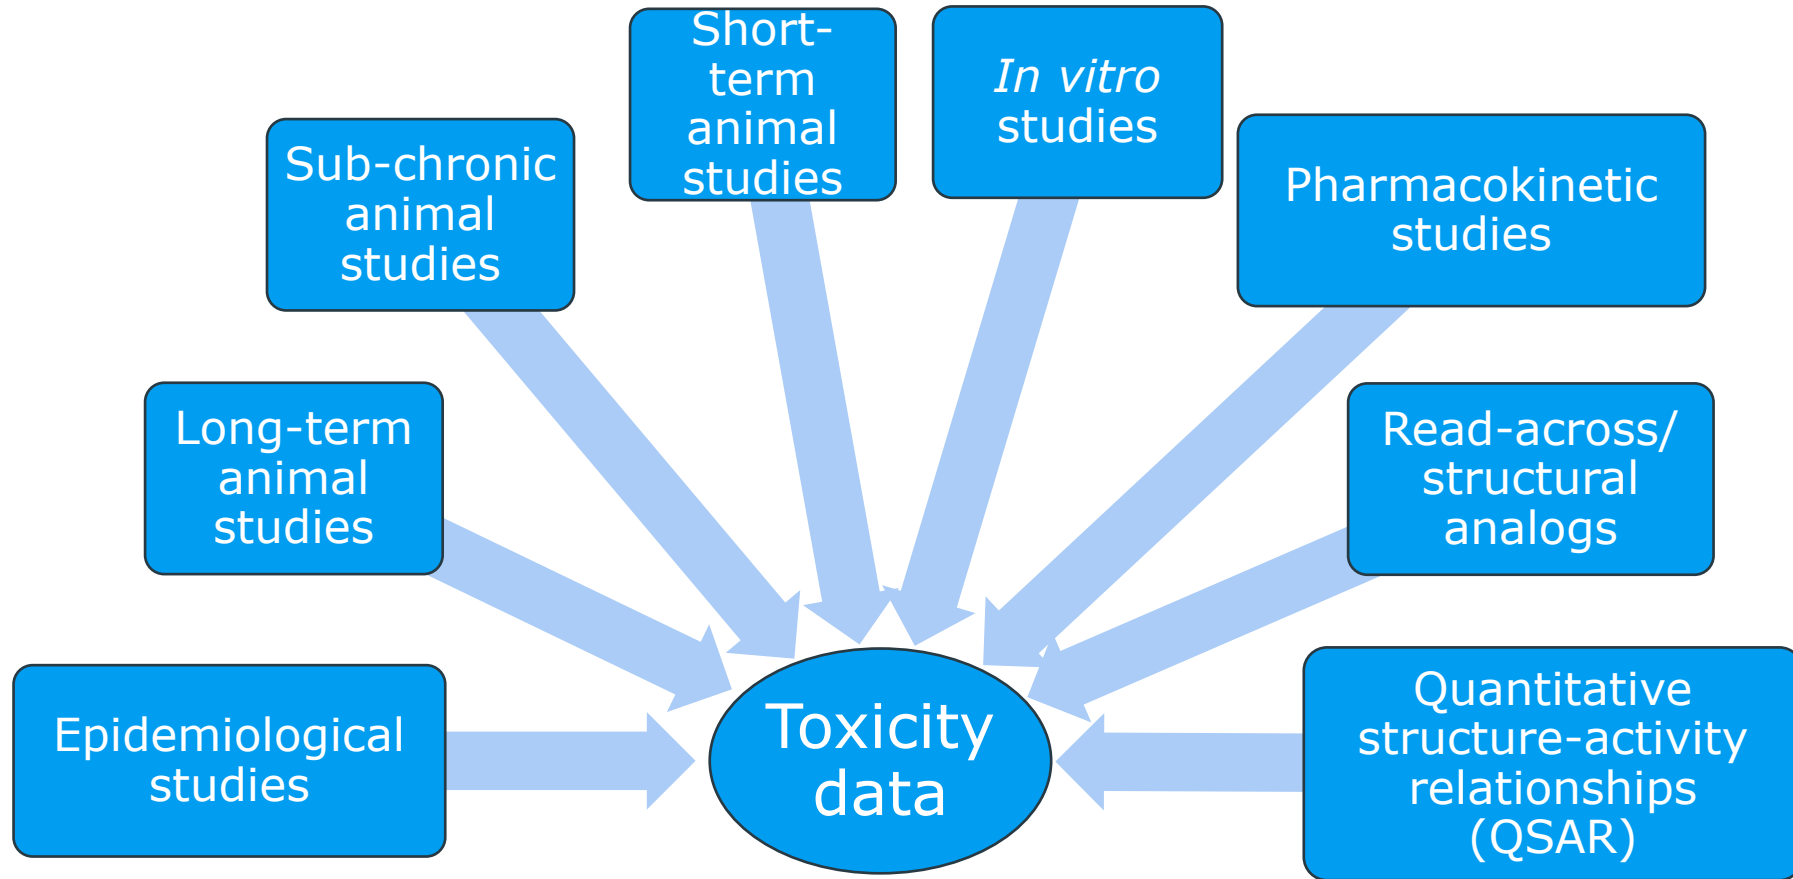 Short-
term
animal
studies
In vitro
studies
Sub-chronic
animal
studies
Pharmacokinetic
studies
Long-term
animal
studies
Read-across/
structural
analogs
Epidemiological
studies
Toxicity
data
Quantitative
structure-activity
relationships
(QSAR)